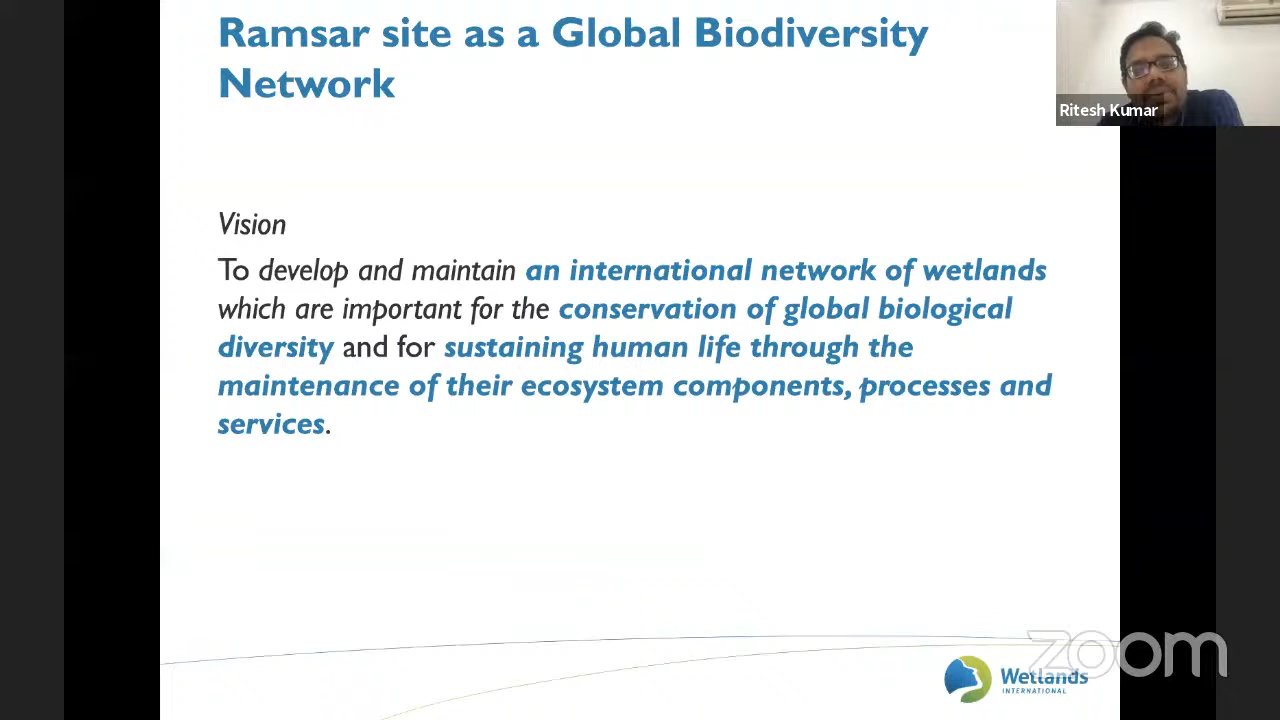 Ramsar site as a Global Biodiversity
Network
Ritesh Kumar
Vision
To develop and maintain an international network of wetlands
which are important for the conservation of global biological
diversity and for sustaining human life through the
maintenance of their ecosystem components, processes and
services.
zoom
Wetlands
INTERNATIONAL